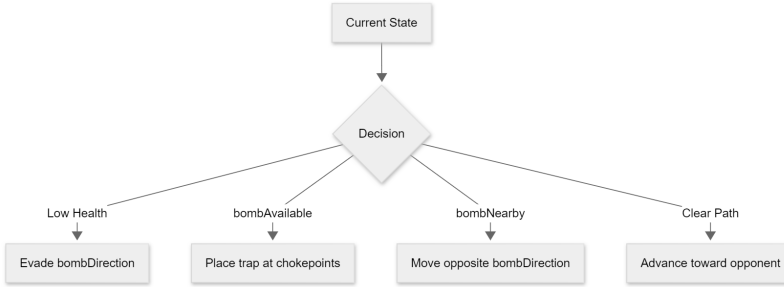 Current State
Decision
Low Health
bombAvailable
bombNearby
Clear Path
Evade bombDirection
Place trap at chokepoints
Move opposite bombDirection
Advance toward opponent